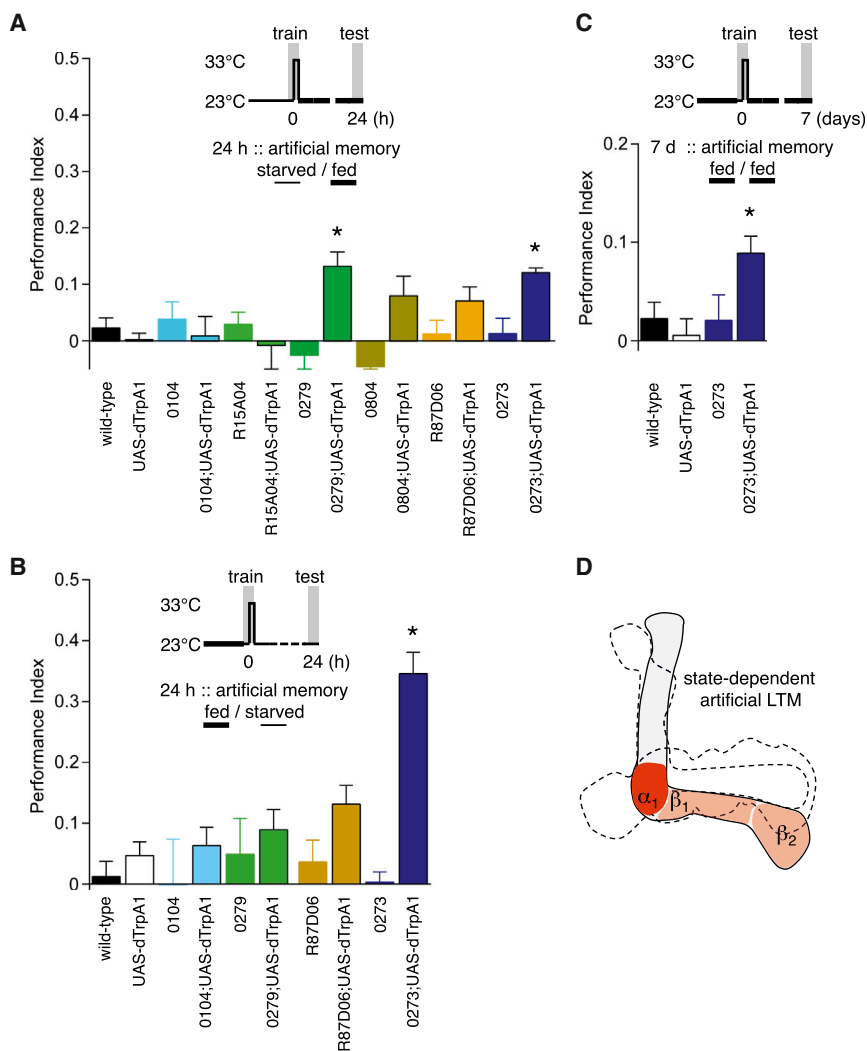 A
train
test
33°C
23°C
0
24 (h)
24 h :: artificial memory
starved / fed
Performance Index
0.5
0.4
0.3
0.2
0.1
0
*
*
wild-type
UAS-dTrpA1
0104
0104;UAS-dTrpA1
R15A04
R15A04;UAS-dTrpA1
0279
0279;UAS-dTrpA1
0804
0804;UAS-dTrpA1
R87D06
R87D06;UAS-dTrpA1
0273
0273;UAS-dTrpA1
C
train
test
33°C
23°C
0
7 (days)
7 d :: artificial memory
fed / fed
Performance Index
0.2
0.1
0
*
wild-type
UAS-dTrpA1
0273
0273;UAS-dTrpA1
B
train
test
33°C
23°C
0
24 (h)
24 h :: artificial memory
fed / starved
Performance Index
0.5
0.4
0.3
0.2
0.1
0
*
wild-type
UAS-dTrpA1
0104
0104;UAS-dTrpA1
0279
0279;UAS-dTrpA1
R87D06
R87D06;UAS-dTrpA1
0273
0273;UAS-dTrpA1
D
state-dependent
artificial LTM
α1
β1
β2